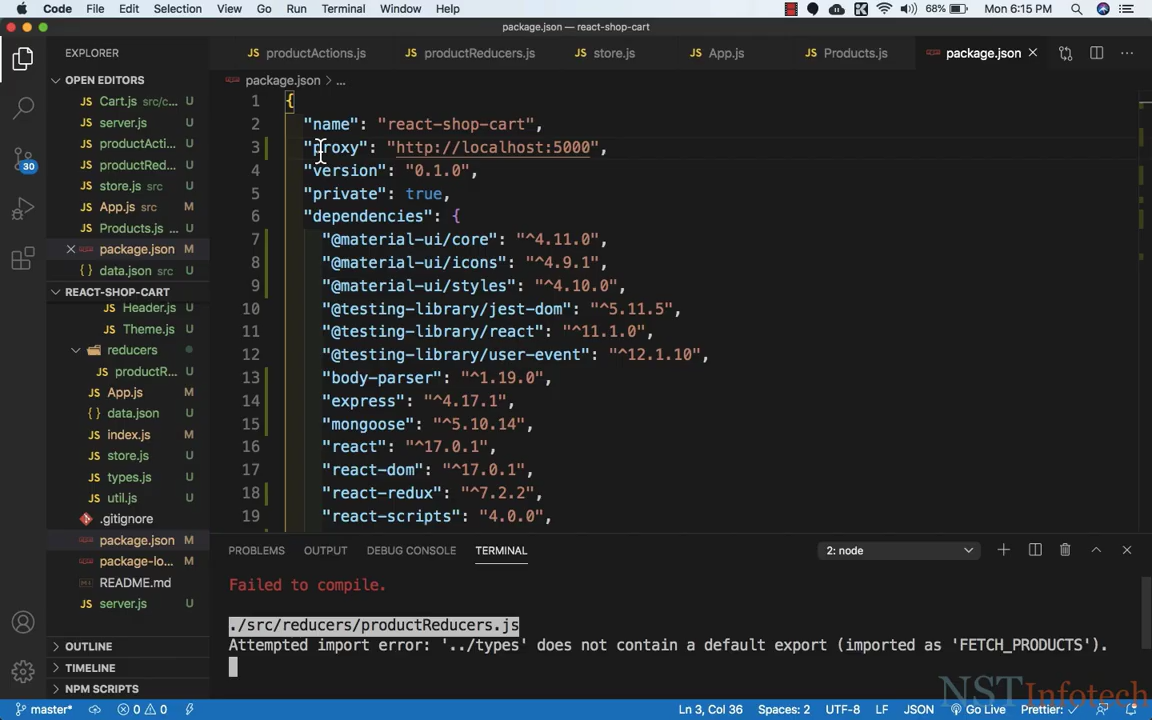 Code File Edit Selection View Go Run Terminal Window Help 68% Mon 6:15 PM
package.json — react-shop-cart
EXPLORER
productActions.js productReducers.js store.js App.js Products.js package.json
OPEN EDITORS
JS Cart.js src/c... U
JS server.js U
JS productActi... U
JS productRed... U
JS store.js U
JS App.js src M
JS Products.js ... U
package.json M
{ } data.json src U
REACT-SHOP-CART
JS Header.js U
JS Theme.js U
reducers
JS productR... U
JS App.js M
{ } data.json U
JS index.js M
JS store.js U
JS types.js U
JS util.js U
.gitignore
package.json M
package-lo... M
README.md
JS server.js U
OUTLINE
TIMELINE
NPM SCRIPTS
30
package.json > ...
1 {
2 "name": "react-shop-cart",
3 "proxy": "http://localhost:5000",
4 "version": "0.1.0",
5 "private": true,
6 "dependencies": {
7 "@material-ui/core": "^4.11.0",
8 "@material-ui/icons": "^4.9.1",
9 "@material-ui/styles": "^4.10.0",
10 "@testing-library/jest-dom": "^5.11.5",
11 "@testing-library/react": "^11.1.0",
12 "@testing-library/user-event": "^12.1.10",
13 "body-parser": "^1.19.0",
14 "express": "^4.17.1",
15 "mongoose": "^5.10.14",
16 "react": "^17.0.1",
17 "react-dom": "^17.0.1",
18 "react-redux": "^7.2.2",
19 "react-scripts": "4.0.0",
PROBLEMS OUTPUT DEBUG CONSOLE TERMINAL 2: node
Failed to compile.
./src/reducers/productReducers.js
Attempted import error: '../types' does not contain a default export (imported as 'FETCH_PRODUCTS').
NSTInfotech
master* 0 0 Ln 3, Col 36 Spaces: 2 UTF-8 LF JSON Go Live Prettier: ✓